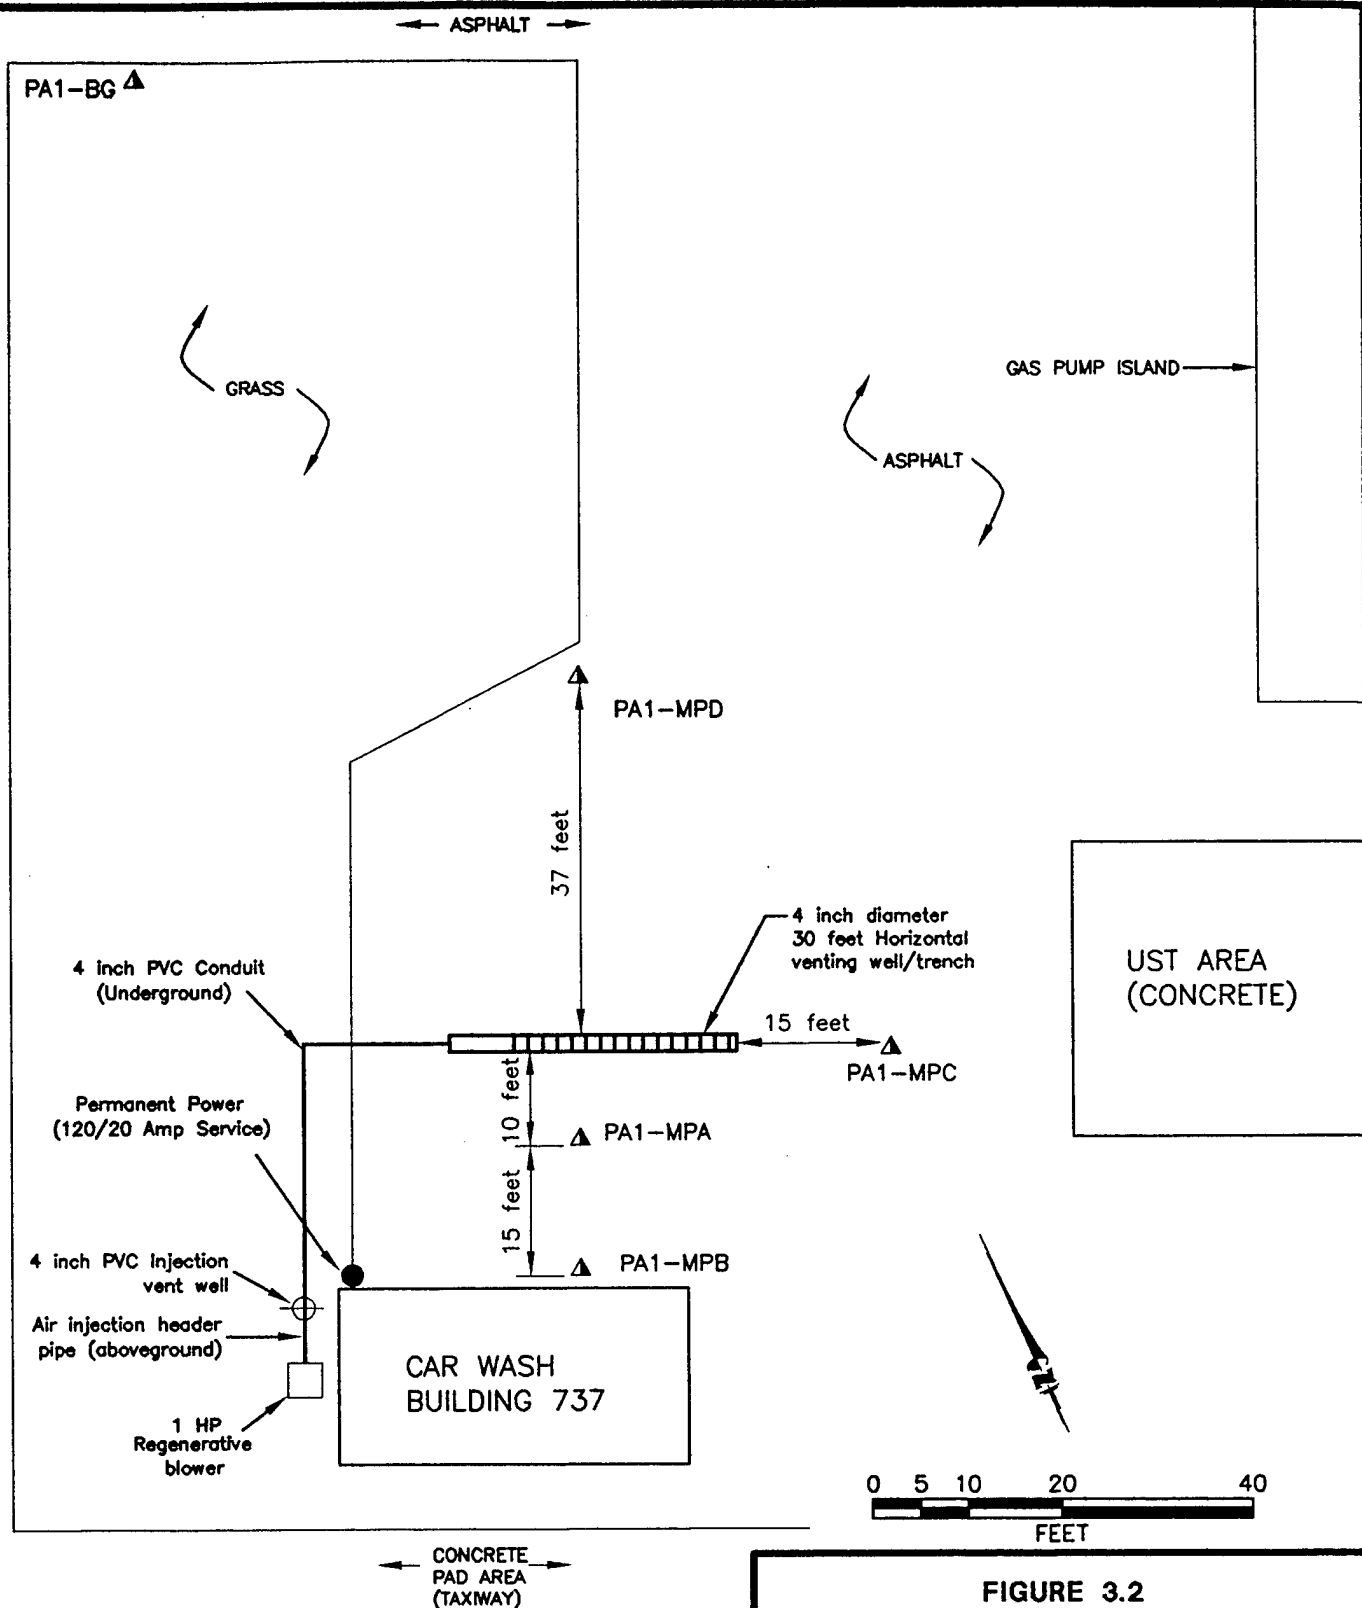 ASPHALT
PA1-BG
GRASS
GAS PUMP ISLAND
ASPHALT
PA1-MPD
37 feet
4 inch diameter
30 feet Horizontal
venting well/trench
UST AREA
(CONCRETE)
4 inch PVC Conduit
(Underground)
15 feet
PA1-MPC
10 feet
Permanent Power
(120/20 Amp Service)
PA1-MPA
15 feet
PA1-MPB
4 inch PVC Injection
vent well
Air injection header
pipe (aboveground)
CAR WASH
BUILDING 737
1 HP
Regenerative
blower
0 5 10 20 40
FEET
CONCRETE
PAD AREA
(TAXIWAY)
FIGURE 3.2